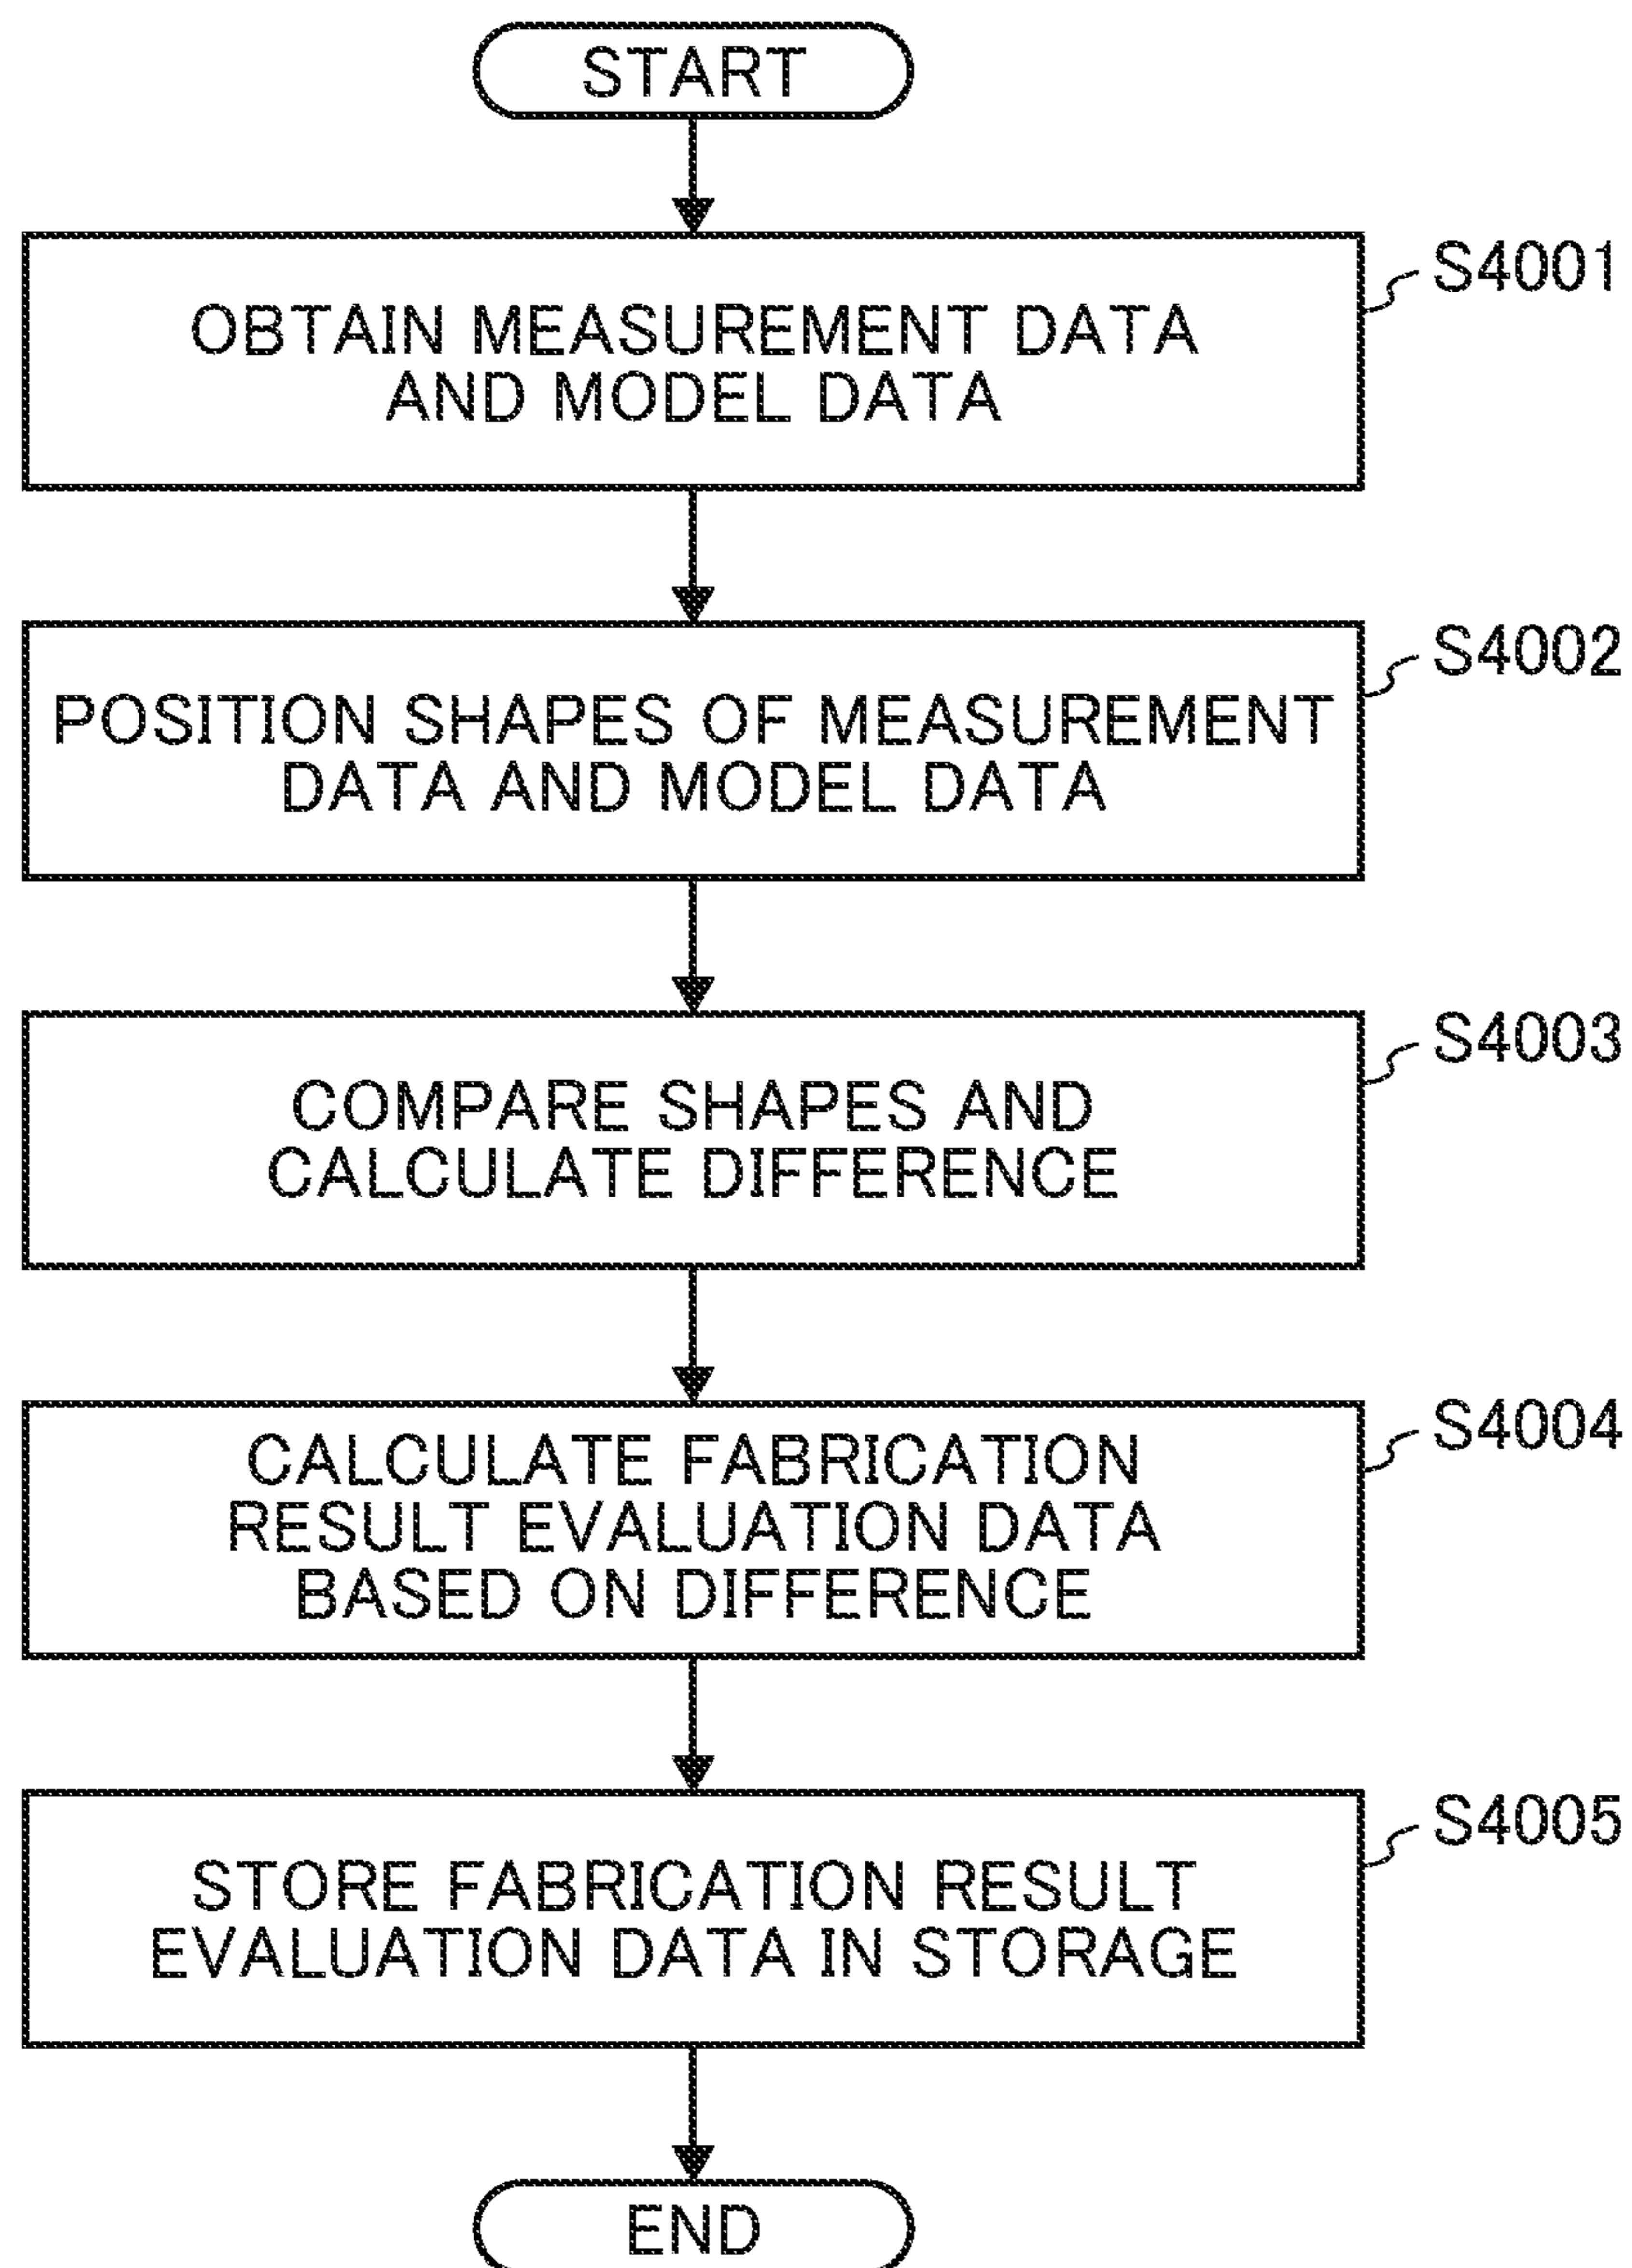 START
S4001
OBTAIN MEASUREMENT DATA
AND MODEL DATA
S4002
POSITION SHAPES OF MEASUREMENT
DATA AND MODEL DATA
S4003
COMPARE SHAPES AND
CALCULATE DIFFERENCE
S4004
CALCULATE FABRICATION
RESULT EVALUATION DATA
BASED ON DIFFERENCE
S4005
STORE FABRICATION RESULT
EVALUATION DATA IN STORAGE
END